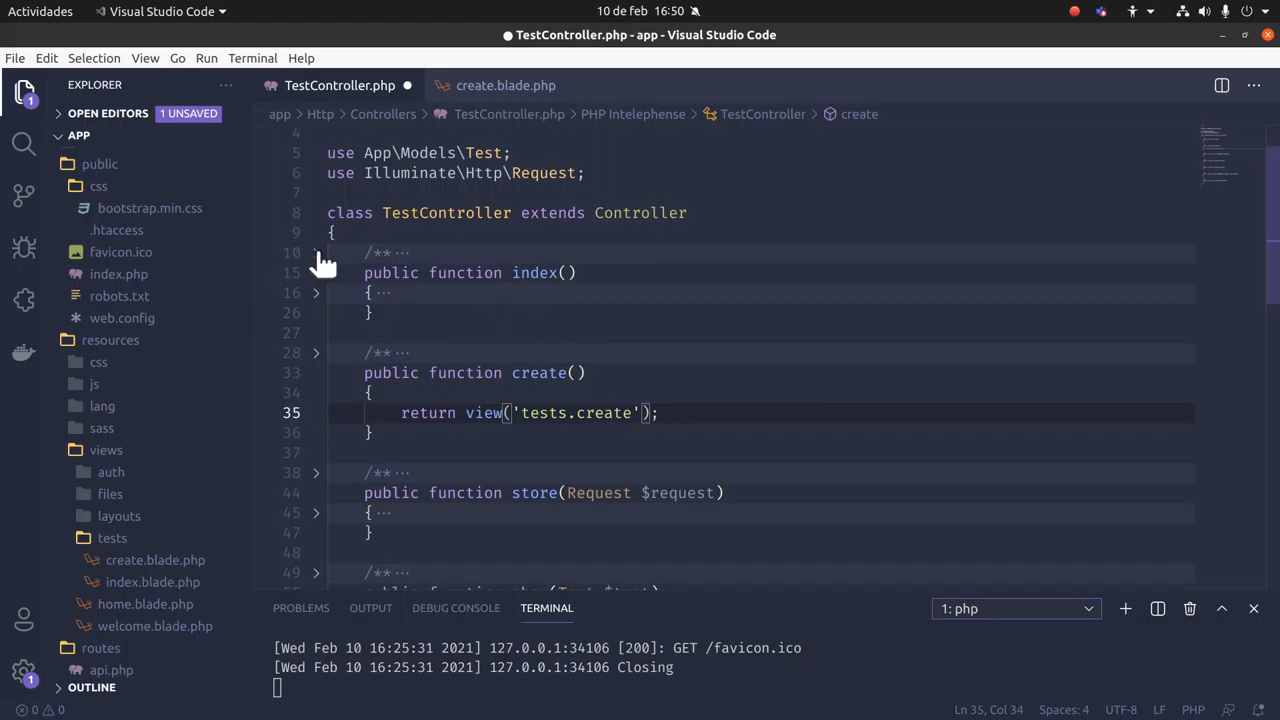 Actividades
Visual Studio Code
10 de feb 16:50
● TestController.php - app - Visual Studio Code
File Edit Selection View Go Run Terminal Help
1
EXPLORER ···
OPEN EDITORS 1 UNSAVED
APP
public
css
bootstrap.min.css
.htaccess
favicon.ico
index.php
robots.txt
web.config
resources
css
js
lang
sass
views
auth
files
layouts
tests
create.blade.php
index.blade.php
home.blade.php
welcome.blade.php
routes
api.php
OUTLINE
1
TestController.php ● create.blade.php
app > Http > Controllers > TestController.php > PHP Intelephense > TestController > create
4
5 use App\Models\Test;
6 use Illuminate\Http\Request;
7
8 class TestController extends Controller
9 {
10 /** ···
15 public function index()
16 { ···
26 }
27
28 /** ···
33 public function create()
34 {
35 return view('tests.create');
36 }
37
38 /** ···
44 public function store(Request $request)
45 { ···
47 }
48
49 /** ···
PROBLEMS OUTPUT DEBUG CONSOLE TERMINAL 1: php
[Wed Feb 10 16:25:31 2021] 127.0.0.1:34106 [200]: GET /favicon.ico
[Wed Feb 10 16:25:31 2021] 127.0.0.1:34106 Closing
0 0 Ln 35, Col 34 Spaces: 4 UTF-8 LF PHP